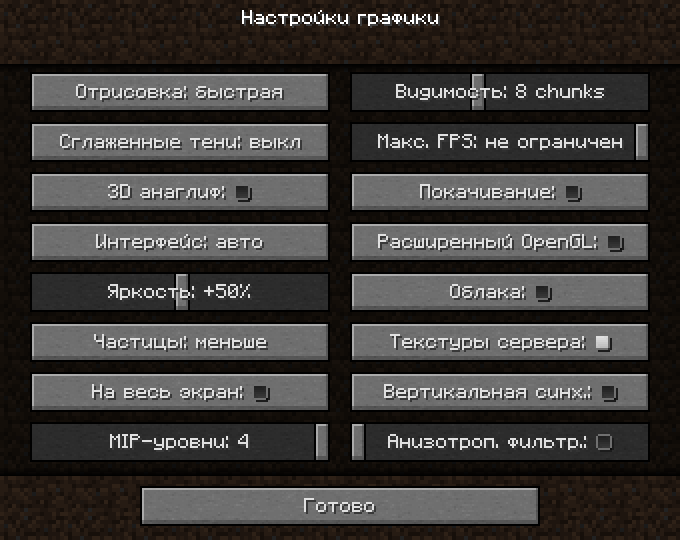 Настройки графики
Отрисовка: быстрая
Видимость: 8 chunks
Сглаженные тени: выкл
Макс. FPS: не ограничен
3D анаглиф:
Покачивание:
Интерфейс: авто
Расширенный OpenGL:
Яркость: +50%
Облака:
Частицы: меньше
Текстуры сервера:
На весь экран:
Вертикальная синх.:
MIP-уровни: 4
Анизотроп. фильтр.:
Готово